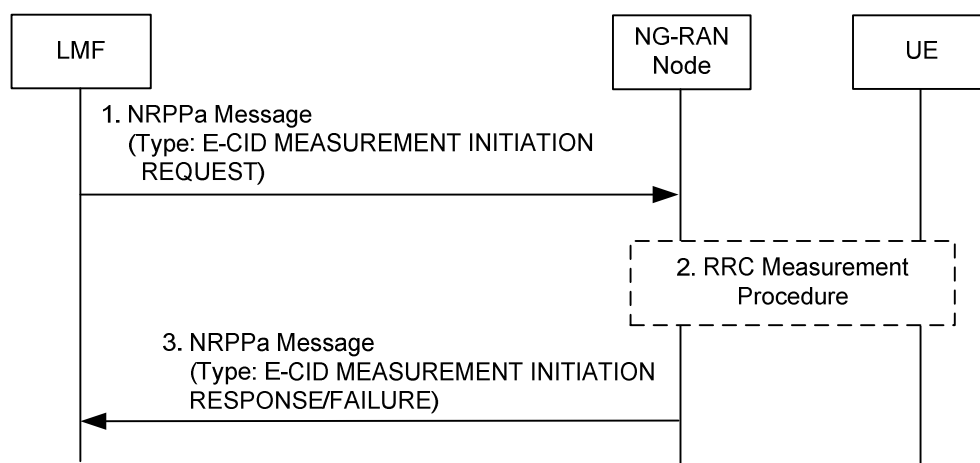 LMF
NG-RAN
Node
UE
1. NRPPa Message
(Type: E-CID MEASUREMENT INITIATION
REQUEST)
2. RRC Measurement
Procedure
3. NRPPa Message
(Type: E-CID MEASUREMENT INITIATION
RESPONSE/FAILURE)